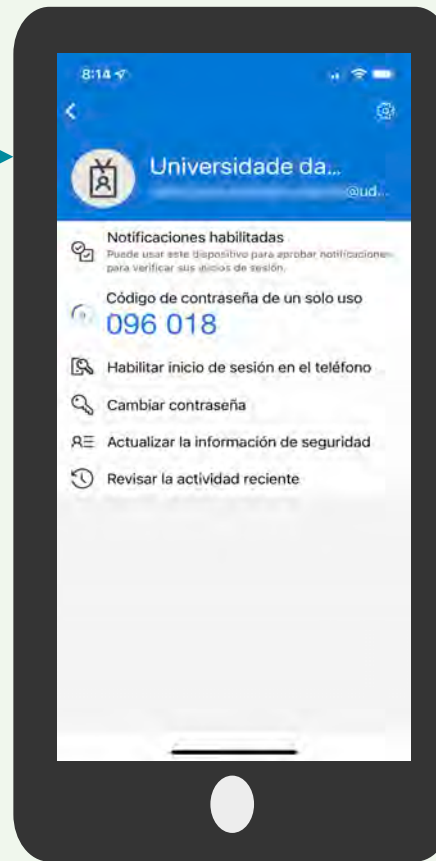 8:14
Universidade da...
@ud...
Notificaciones habilitadas
Puede usar este dispositivo para aprobar notificaciones
para verificar sus inicios de sesión.
Código de contraseña de un solo uso
096 018
Habilitar inicio de sesión en el teléfono
Cambiar contraseña
Actualizar la información de seguridad
Revisar la actividad reciente